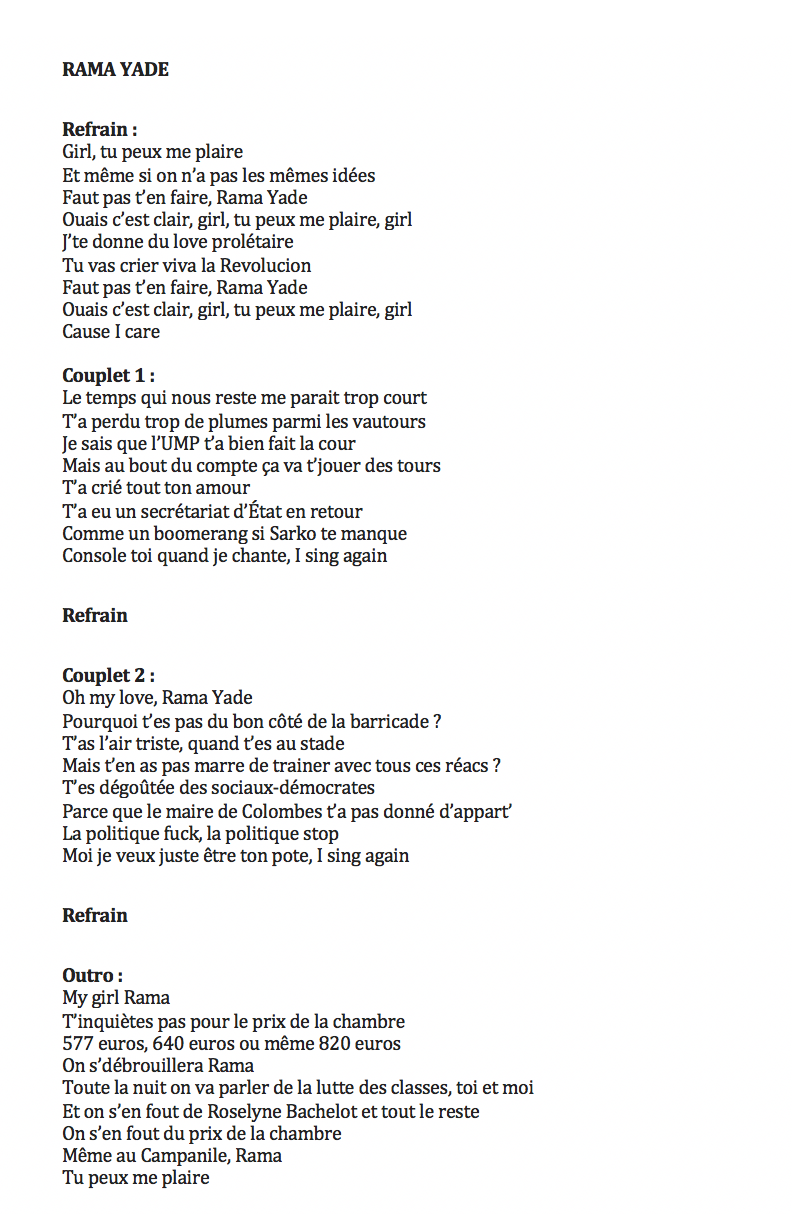 RAMA YADE
Refrain :
Girl, tu peux me plaire
Et même si on n’a pas les mêmes idées
Faut pas t’en faire, Rama Yade
Ouais c’est clair, girl, tu peux me plaire, girl
J’te donne du love prolétaire
Tu vas crier viva la Revolucion
Faut pas t’en faire, Rama Yade
Ouais c’est clair, girl, tu peux me plaire, girl
Cause I care
Couplet 1 :
Le temps qui nous reste me parait trop court
T’a perdu trop de plumes parmi les vautours
Je sais que l’UMP t’a bien fait la cour
Mais au bout du compte ça va t’jouer des tours
T’a crié tout ton amour
T’a eu un secrétariat d’État en retour
Comme un boomerang si Sarko te manque
Console toi quand je chante, I sing again
Refrain
Couplet 2 :
Oh my love, Rama Yade
Pourquoi t’es pas du bon côté de la barricade ?
T’as l’air triste, quand t’es au stade
Mais t’en as pas marre de trainer avec tous ces réacs ?
T’es dégoûtée des sociaux-démocrates
Parce que le maire de Colombes t’a pas donné d’appart’
La politique fuck, la politique stop
Moi je veux juste être ton pote, I sing again
Refrain
Outro :
My girl Rama
T’inquiètes pas pour le prix de la chambre
577 euros, 640 euros ou même 820 euros
On s’débrouillera Rama
Toute la nuit on va parler de la lutte des classes, toi et moi
Et on s’en fout de Roselyne Bachelot et tout le reste
On s’en fout du prix de la chambre
Même au Campanile, Rama
Tu peux me plaire